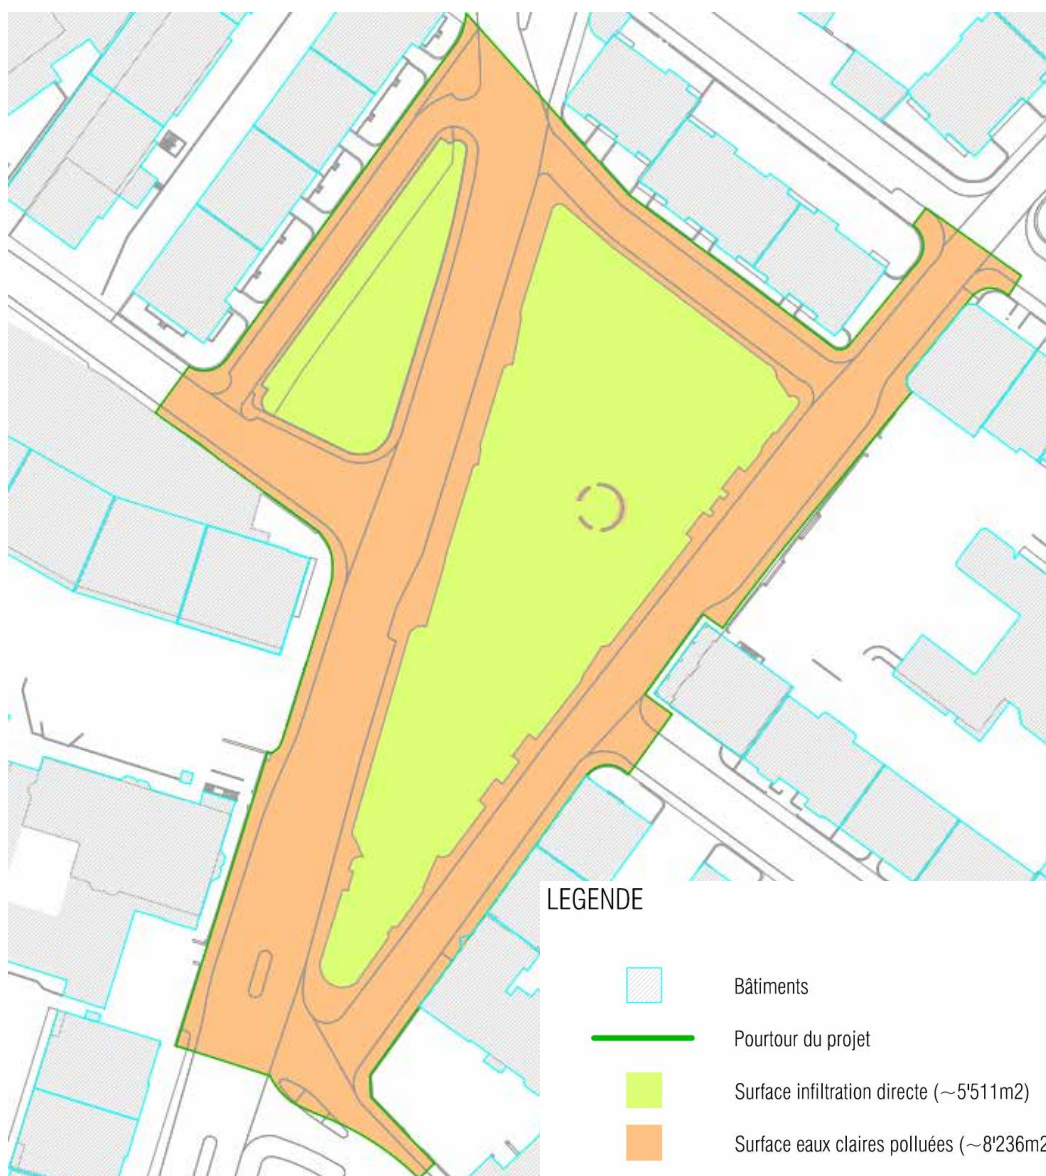 LEGENDE
Bâtiments
Pourtour du projet
Surface infiltration directe (~5'511m2)
Surface eaux claires polluées (~8'236m2